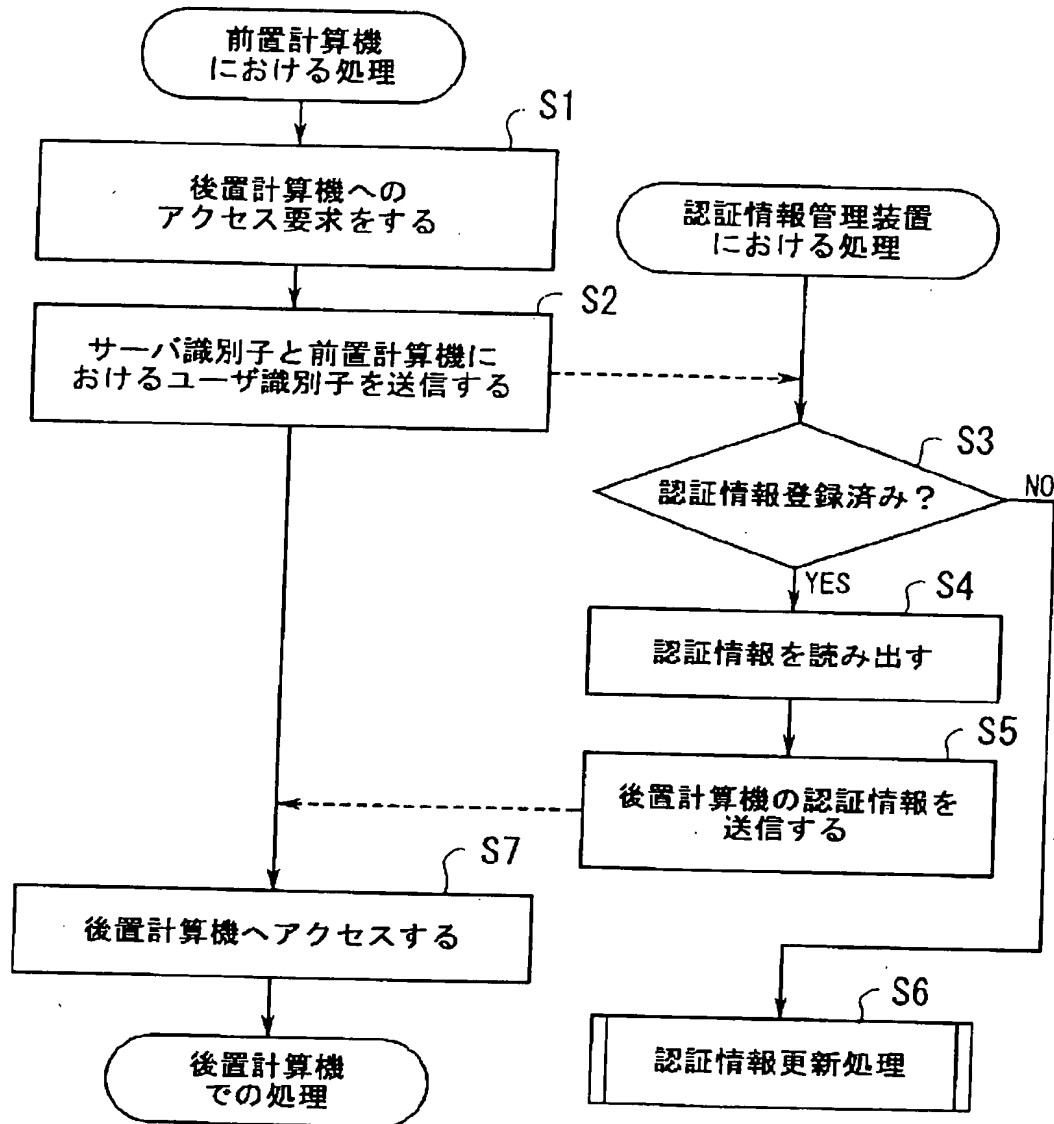 前置計算機
における処理
S1
後置計算機への
アクセス要求をする
認証情報管理装置
における処理
S2
サーバ識別子と前置計算機に
おけるユーザ識別子を送信する
S3
認証情報登録済み？
NO
YES
S4
認証情報を読み出す
S5
後置計算機の認証情報を
送信する
S7
後置計算機へアクセスする
S6
認証情報更新処理
後置計算機
での処理